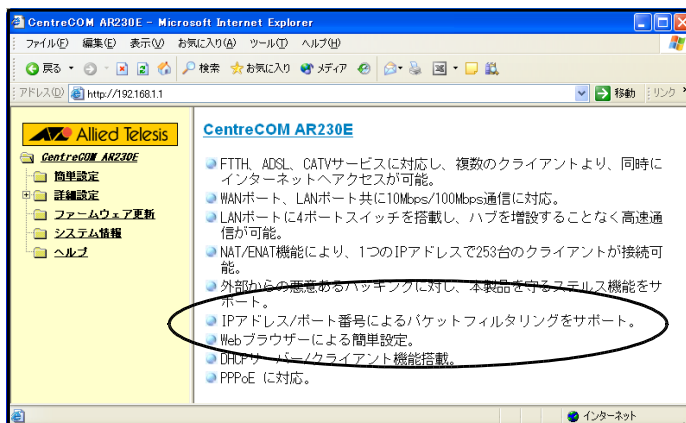 CentreCOM AR230E - Microsoft Internet Explorer
ファイル(F) 編集(E) 表示(V) お気に入り(A) ツール(T) ヘルプ(H)
戻る 検索 お気に入り メディア
アドレス(D) http://192.168.1.1 移動 リンク
Allied Telesis
CentreCOM AR230E
簡単設定
詳細設定
ファームウェア更新
システム情報
ヘルプ
CentreCOM AR230E
FTTH、ADSL、CATVサービスに対応し、複数のクライアントより、同時に
インターネットへアクセスが可能。
WANポート、LANポート共に10Mbps/100Mbps通信に対応。
LANポートに4ポートスイッチを搭載し、ハブを増設することなく高速通
信が可能。
NAT/ENAT機能により、1つのIPアドレスで253台のクライアントが接続可
能。
外部からの悪意あるハッキングに対し、本製品を守るステルス機能をサ
ポート。
IPアドレス/ポート番号によるパケットフィルタリングをサポート。
Webブラウザーによる簡単設定。
DHCPサーバー/クライアント機能搭載。
PPPoE に対応。
インターネット